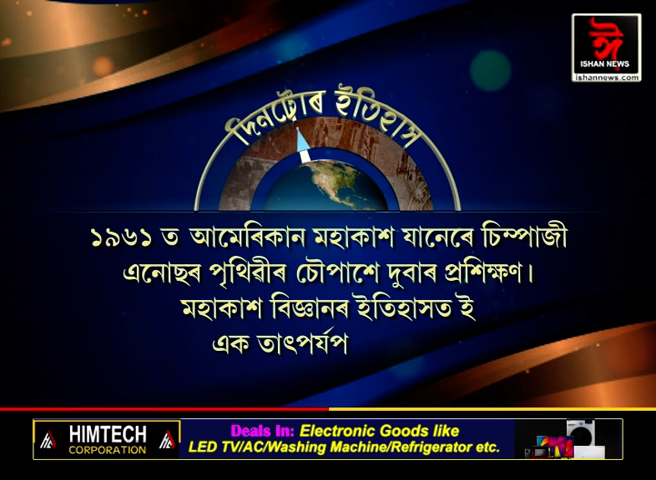 ঈ
ISHAN NEWS
ishannews.com
দিনটোৰ ইতিহাস
১৯৬১ ত আমেৰিকান মহাকাশ যানেৰে চিম্পাজী
এনোছৰ পৃথিৱীৰ চৌপাশে দুবাৰ প্ৰশিক্ষণ।
মহাকাশ বিজ্ঞানৰ ইতিহাসত ই
এক তাৎপৰ্যপ
HIMTECH
CORPORATION
Deals In: Electronic Goods like
LED TV/AC/Washing Machine/Refrigerator etc.